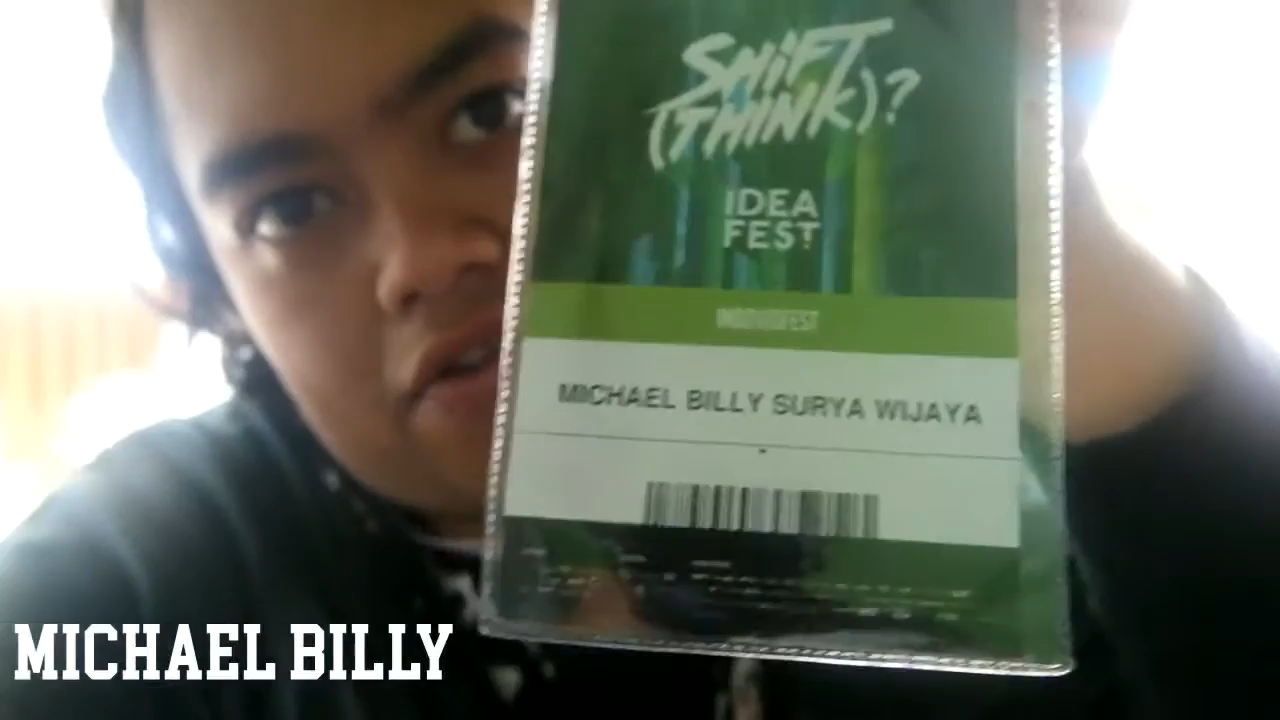 SHiFT
(THiNK)?
IDEA
FEST
MICHAEL BILLY SURYA WIJAYA
MICHAEL BILLY